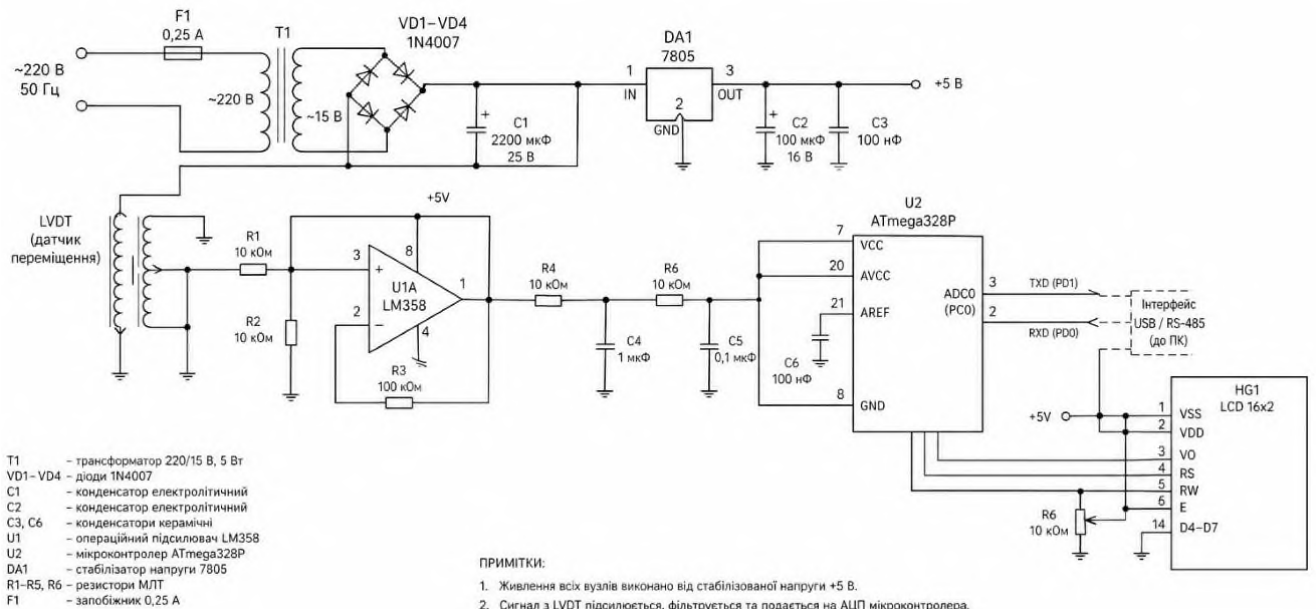 F1
0,25 А
T1
VD1–VD4
1N4007
~220 В
50 Гц
~220 В
~15 В
+
C1
2200 мкФ
25 В
DA1
7805
1
IN
3
OUT
2
GND
+5 В
+
C2
100 мкФ
16 В
C3
100 нФ
LVDT
(датчик
переміщення)
R1
10 кОм
R2
10 кОм
+5V
3
+
8
U1A
LM358
1
2
–
4
R3
100 кОм
R4
10 кОм
C4
1 мкФ
R6
10 кОм
C5
0,1 мкФ
U2
ATmega328P
7
VCC
20
AVCC
21
AREF
C6
100 нФ
8
GND
ADC0
(PC0)
3
TXD (PD1)
2
RXD (PD0)
Інтерфейс
USB / RS-485
(до ПК)
HG1
LCD 16x2
+5V
1 VSS
2 VDD
3 VO
4 RS
5 RW
6 E
14 D4–D7
R6
10 кОм
T1 – трансформатор 220/15 В, 5 Вт
VD1–VD4 – діоди 1N4007
C1 – конденсатор електролітичний
C2 – конденсатор електролітичний
C3, C6 – конденсатори керамічні
U1 – операційний підсилювач LM358
U2 – мікроконтролер ATmega328P
DA1 – стабілізатор напруги 7805
R1–R5, R6 – резистори МЛТ
F1 – запобіжник 0,25 А
ПРИМІТКИ:
1. Живлення всіх вузлів виконано від стабілізованої напруги +5 В.
2. Сигнал з LVDT підсилюється, фільтрується та подається на АЦП мікроконтролера.